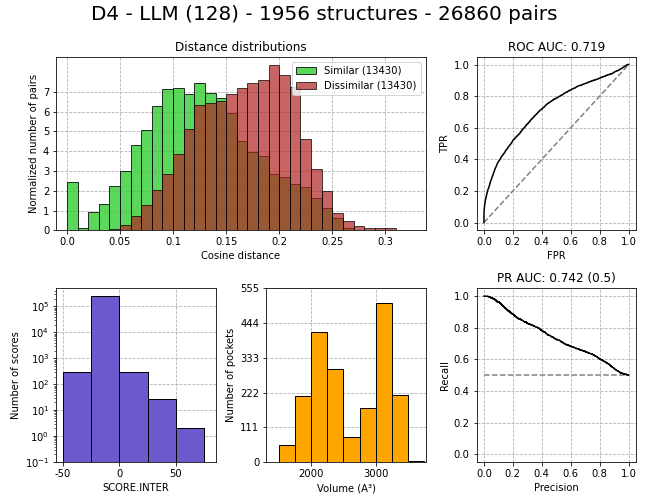 D4 - LLM (128) - 1956 structures - 26860 pairs
Distance distributions
Normalized number of pairs
7
6
5
4
3
2
1
0
Similar (13430)
Dissimilar (13430)
0.0 0.05 0.1 0.15 0.2 0.25 0.3
Cosine distance
ROC AUC: 0.719
TPR
1.0
0.8
0.6
0.4
0.2
0.0
0.0 0.2 0.4 0.6 0.8 1.0
FPR
Number of scores
10⁵
10⁴
10³
10²
10¹
10⁰
10⁻¹
-50 0 50
SCORE.INTER
Number of pockets
555
444
333
222
111
0
2000 3000
Volume (A³)
PR AUC: 0.742 (0.5)
Recall
1.0
0.8
0.6
0.4
0.2
0.0
0.0 0.2 0.4 0.6 0.8 1.0
Precision